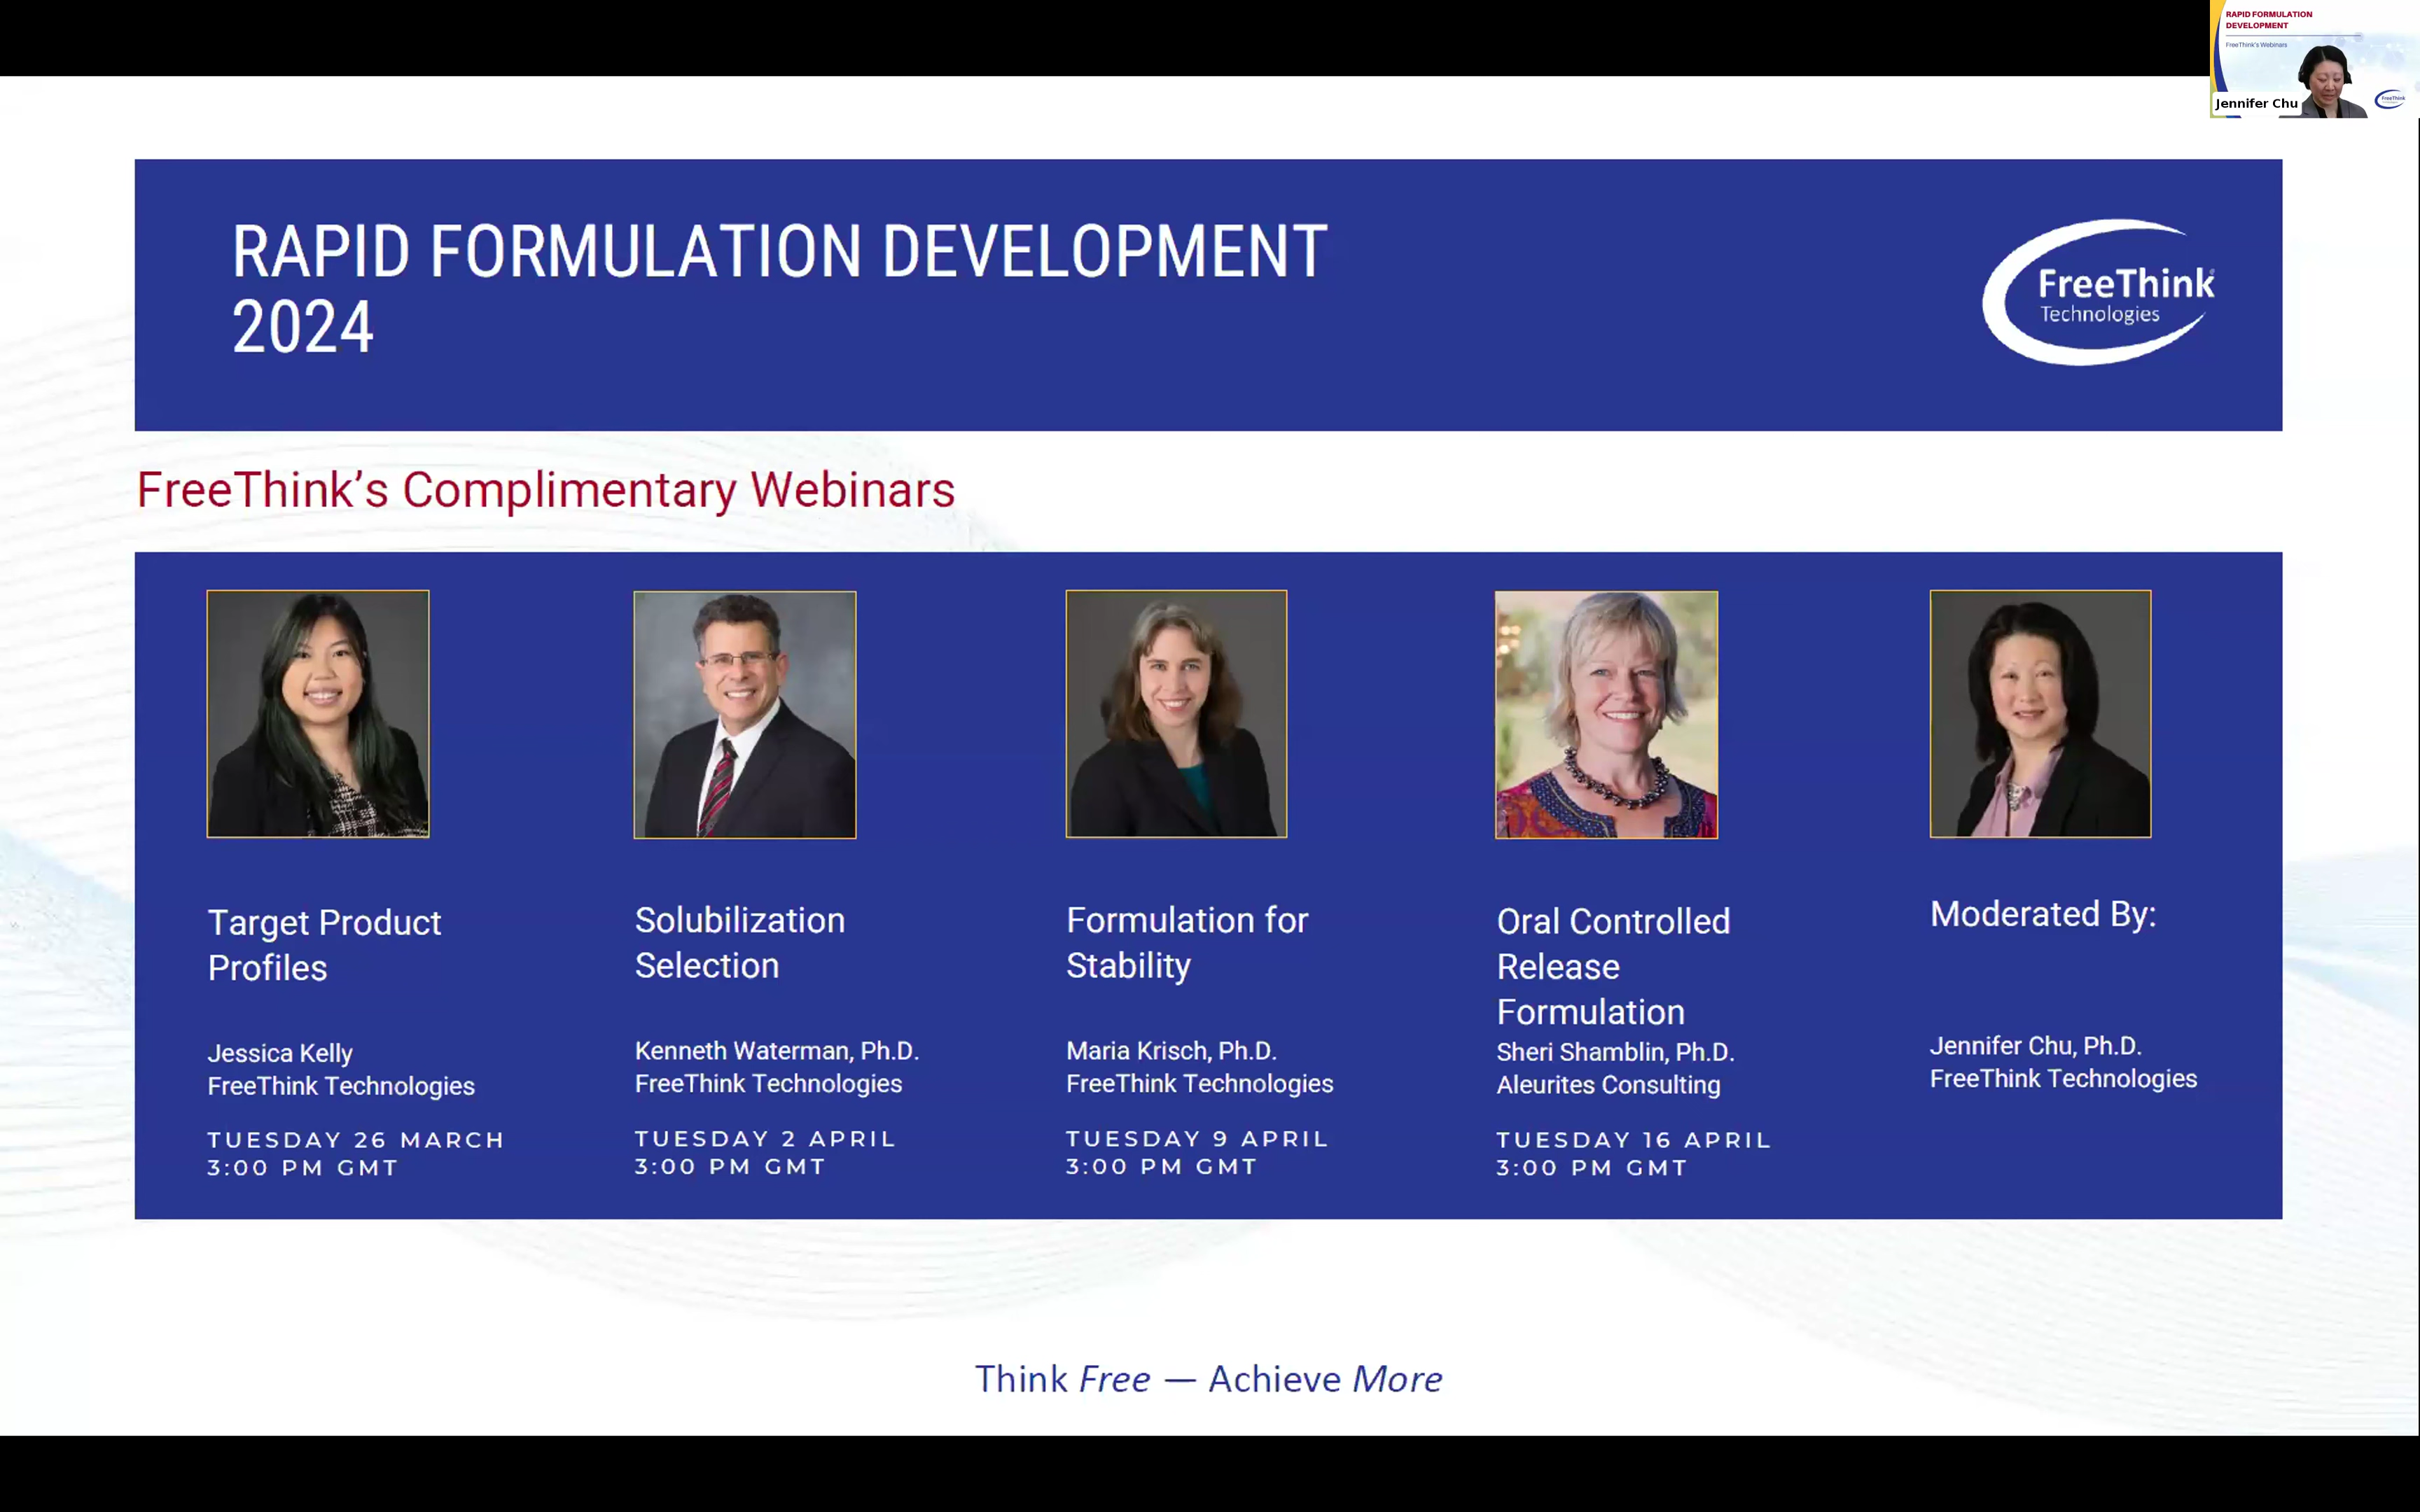 RAPID FORMULATION
DEVELOPMENT
FreeThink's Webinars
Jennifer Chu
FreeThink
RAPID FORMULATION DEVELOPMENT
2024
FreeThink®
Technologies
FreeThink’s Complimentary Webinars
Target Product
Profiles
Jessica Kelly
FreeThink Technologies
TUESDAY 26 MARCH
3:00 PM GMT
Solubilization
Selection
Kenneth Waterman, Ph.D.
FreeThink Technologies
TUESDAY 2 APRIL
3:00 PM GMT
Formulation for
Stability
Maria Krisch, Ph.D.
FreeThink Technologies
TUESDAY 9 APRIL
3:00 PM GMT
Oral Controlled
Release
Formulation
Sheri Shamblin, Ph.D.
Aleurites Consulting
TUESDAY 16 APRIL
3:00 PM GMT
Moderated By:
Jennifer Chu, Ph.D.
FreeThink Technologies
Think Free — Achieve More